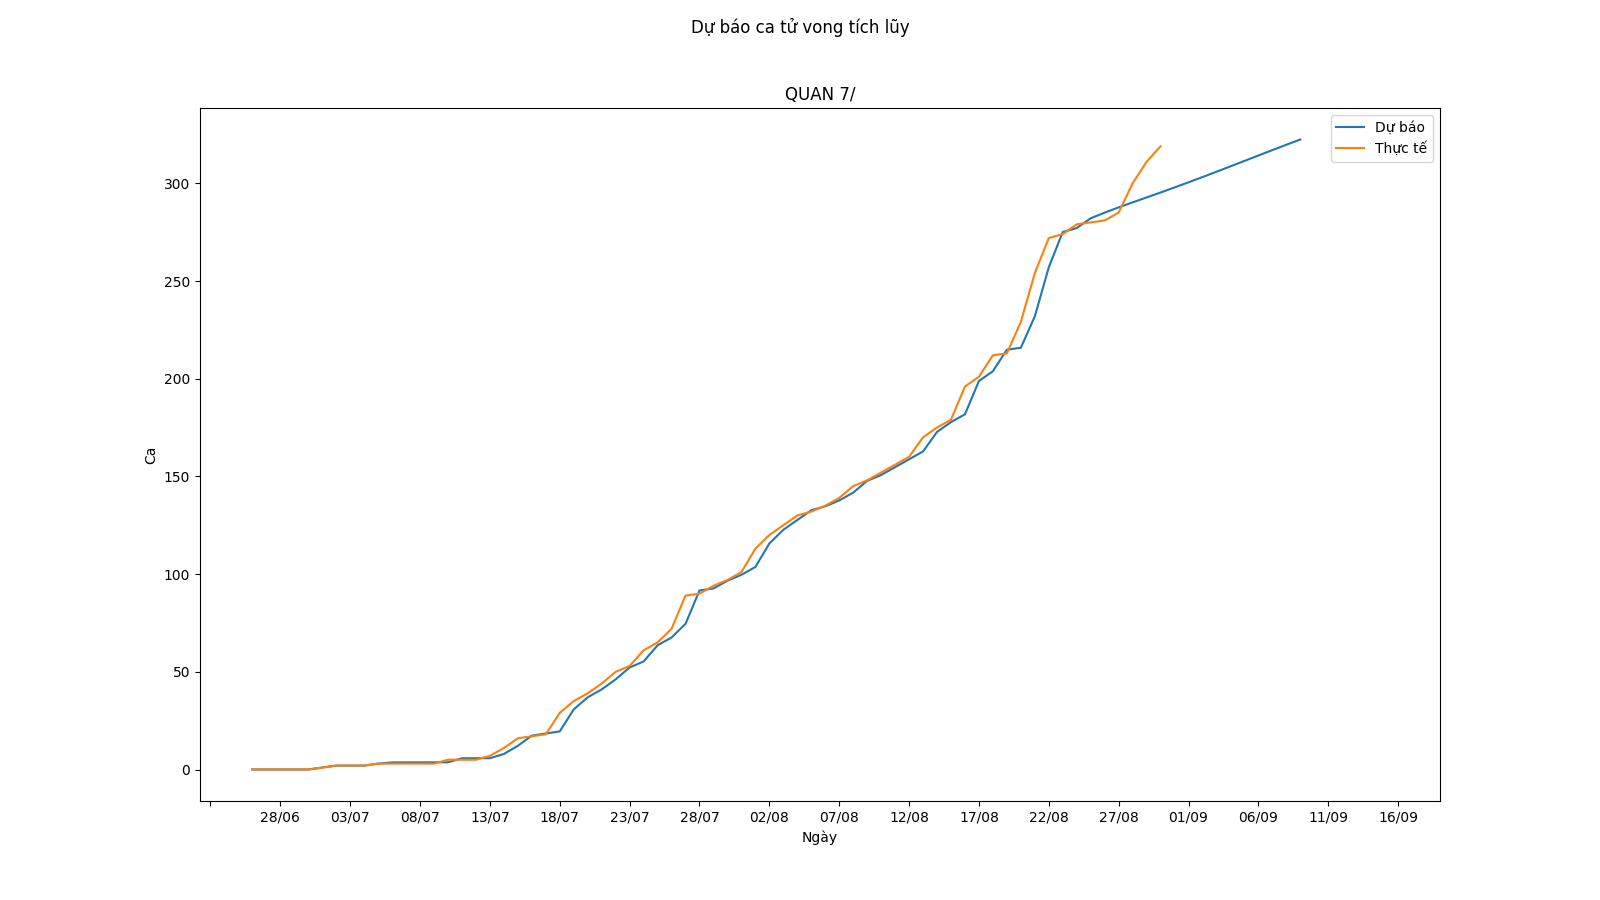 Dự báo ca tử vong tích lũy
QUAN 7/
Dự báo
Thực tế
300
250
200
150
100
50
0
Ca
28/06 03/07 08/07 13/07 18/07 23/07 28/07 02/08 07/08 12/08 17/08 22/08 27/08 01/09 06/09 11/09 16/09
Ngày